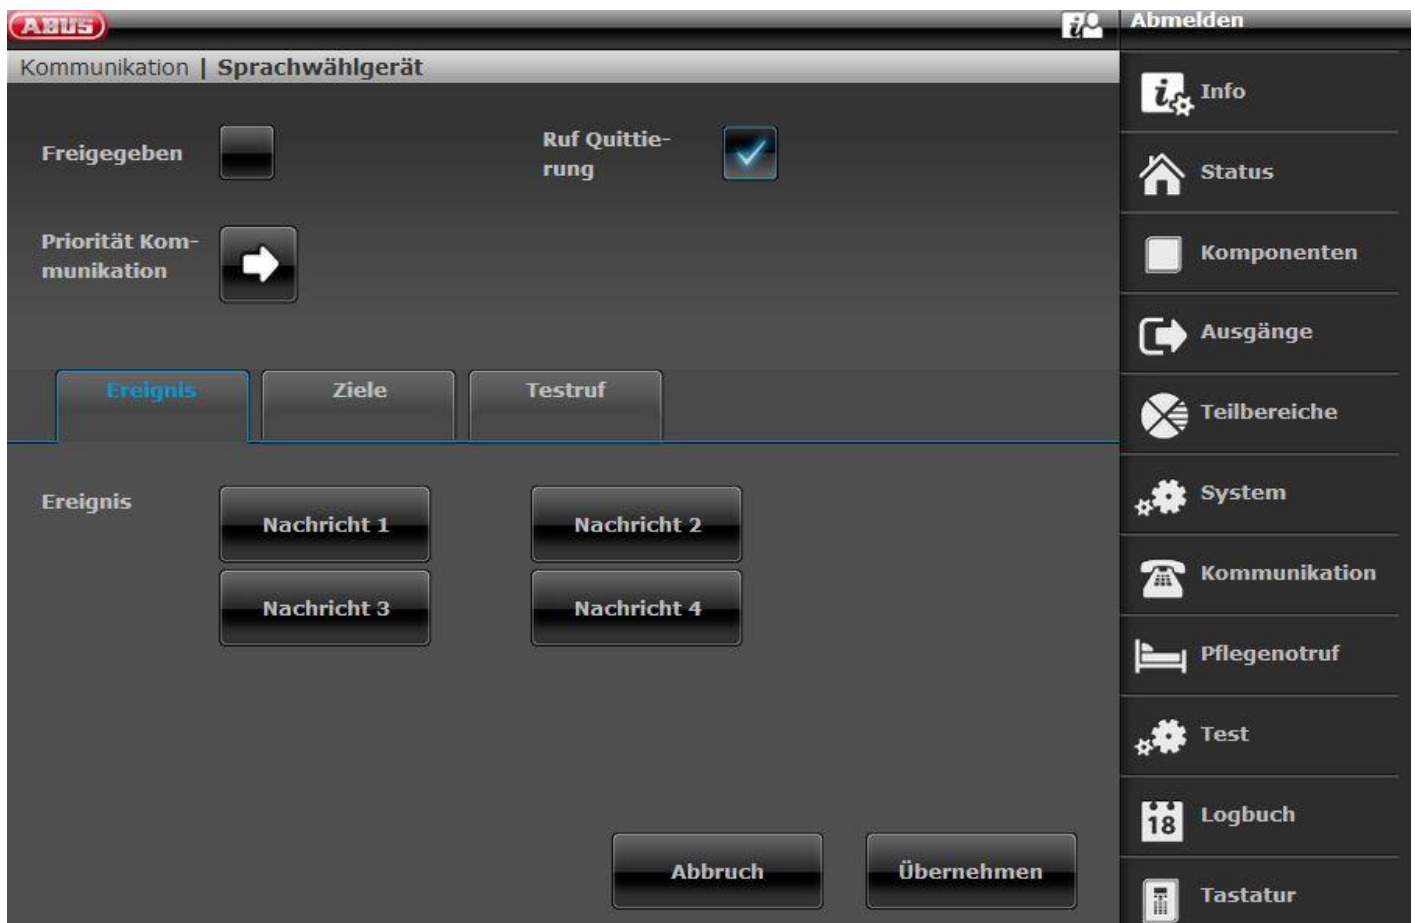 ABUS
Abmelden
Kommunikation | Sprachwählgerät
Freigegeben
Ruf Quittie-
rung
Priorität Kom-
munikation
Ereignis
Ziele
Testruf
Ereignis
Nachricht 1
Nachricht 2
Nachricht 3
Nachricht 4
Abbruch
Übernehmen
Info
Status
Komponenten
Ausgänge
Teilbereiche
System
Kommunikation
Pflegenotruf
Test
18
Logbuch
Tastatur